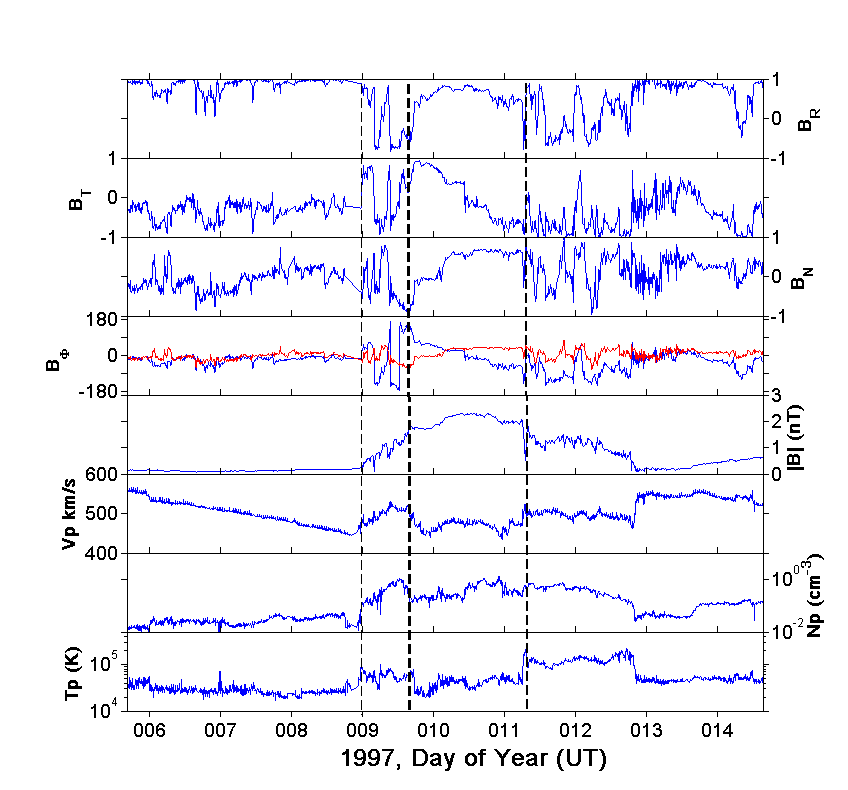 1
0
-1
B_R
1
0
-1
B_T
1
0
-1
B_N
180
0
-180
B_Φ
3
2
1
0
|B| (nT)
600
500
400
Vp km/s
10^0
10^-2
Np (cm^-3)
10^5
10^4
Tp (K)
006 007 008 009 010 011 012 013 014
1997, Day of Year (UT)